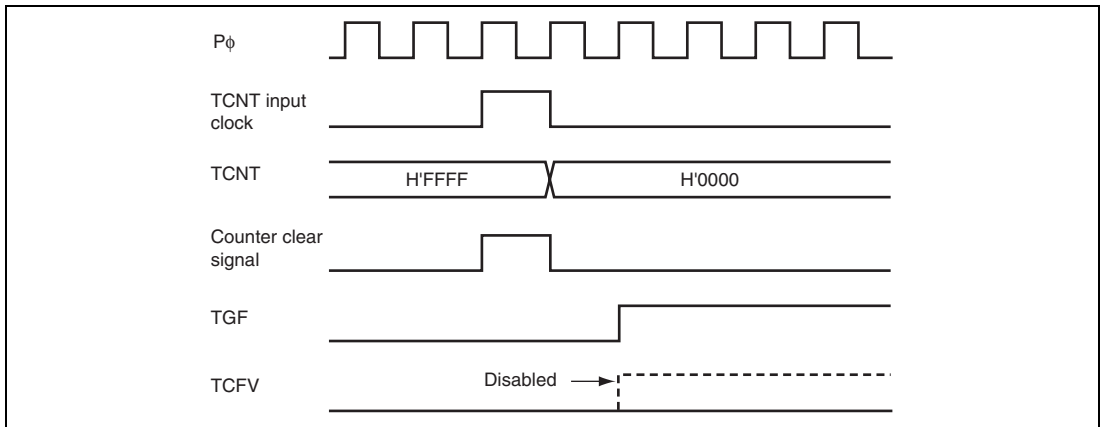 Pϕ
TCNT input
clock
TCNT
H'FFFF
H'0000
Counter clear
signal
TGF
TCFV
Disabled